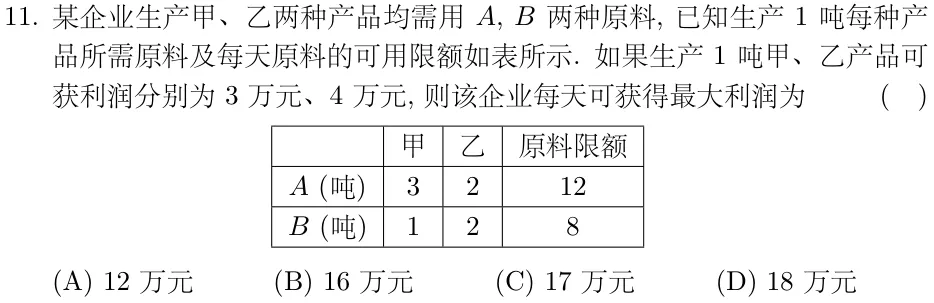 11. 某企业生产甲、乙两种产品均需用 A, B 两种原料, 已知生产 1 吨每种产
品所需原料及每天原料的可用限额如表所示. 如果生产 1 吨甲、乙产品可
获利润分别为 3 万元、4 万元, 则该企业每天可获得最大利润为 ( )
甲 乙 原料限额
A (吨) 3 2 12
B (吨) 1 2 8
(A) 12 万元 (B) 16 万元 (C) 17 万元 (D) 18 万元